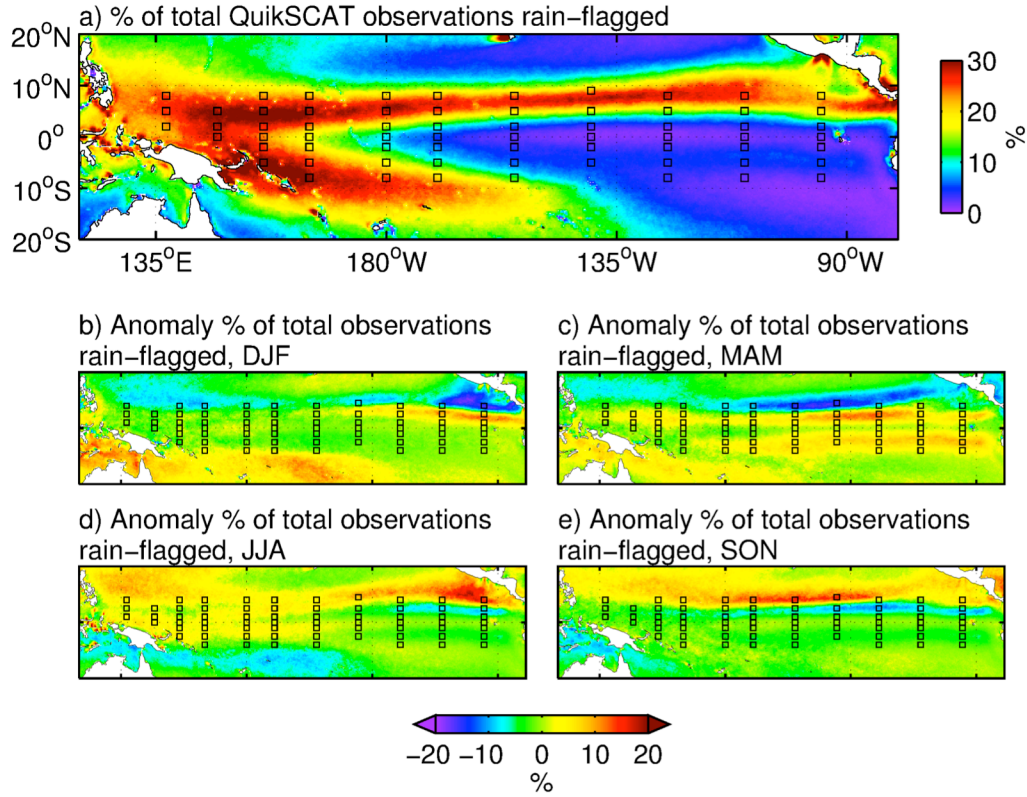 a) % of total QuikSCAT observations rain−flagged
20°N
10°N
0°
10°S
20°S
135°E
180°W
135°W
90°W
30
20
10
0
%
b) Anomaly % of total observations
rain−flagged, DJF
c) Anomaly % of total observations
rain−flagged, MAM
d) Anomaly % of total observations
rain−flagged, JJA
e) Anomaly % of total observations
rain−flagged, SON
−20 −10 0 10 20
%